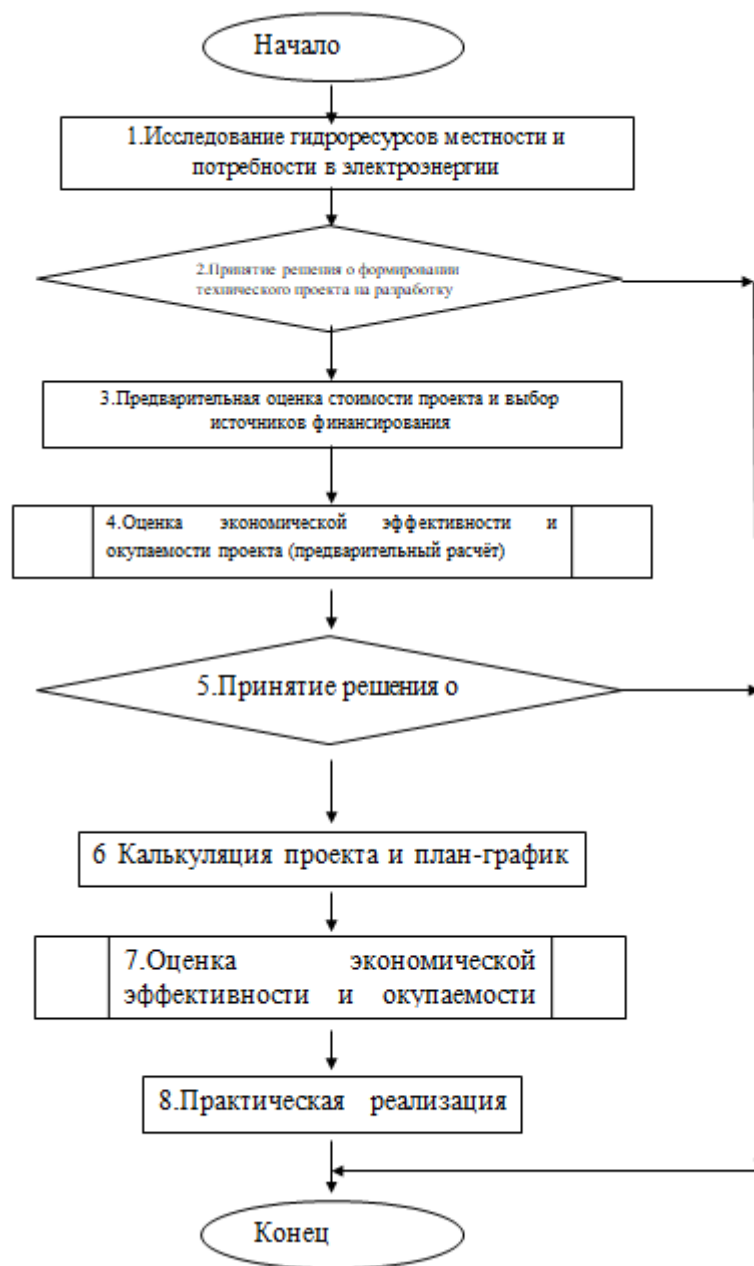 Начало
1.Исследование гидроресурсов местности и
потребности в электроэнергии
2.Принятие решения о формировании
технического проекта на разработку
3.Предварительная оценка стоимости проекта и выбор
источников финансирования
4.Оценка экономической эффективности и
окупаемости проекта (предварительный расчёт)
5.Принятие решения о
6 Калькуляция проекта и план-график
7.Оценка экономической
эффективности и окупаемости
8.Практическая реализация
Конец